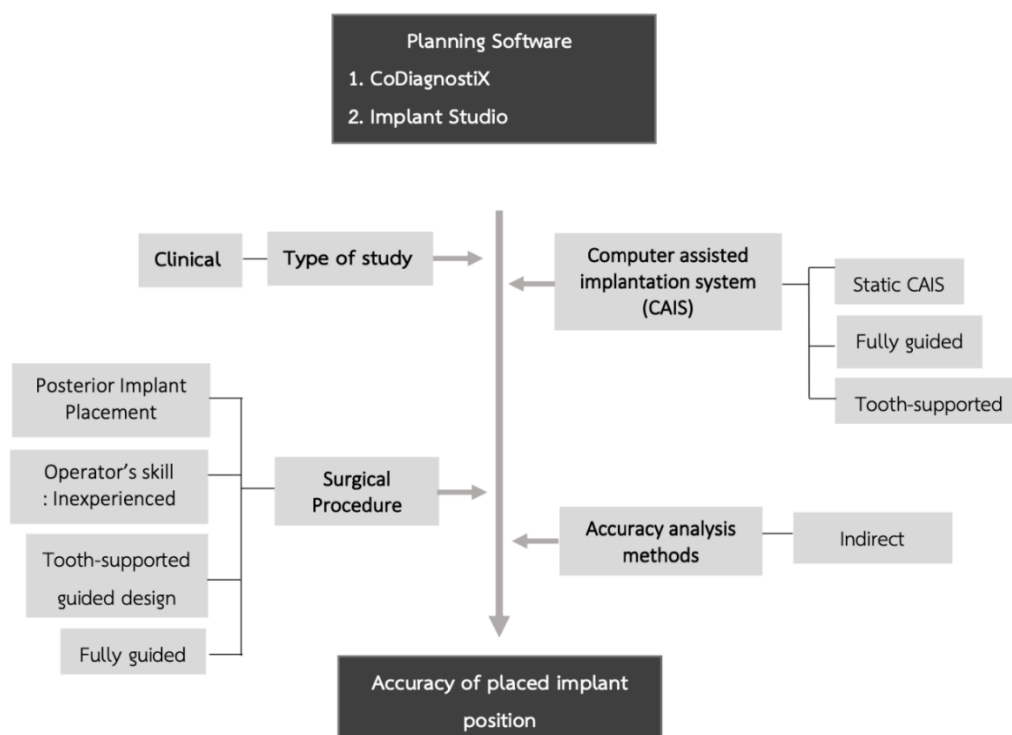 Planning Software
1. CoDiagnostiX
2. Implant Studio
Clinical
Type of study
Computer assisted
implantation system
(CAIS)
Static CAIS
Fully guided
Tooth-supported
Posterior Implant
Placement
Operator’s skill
: Inexperienced
Tooth-supported
guided design
Fully guided
Surgical
Procedure
Accuracy analysis
methods
Indirect
Accuracy of placed implant
position